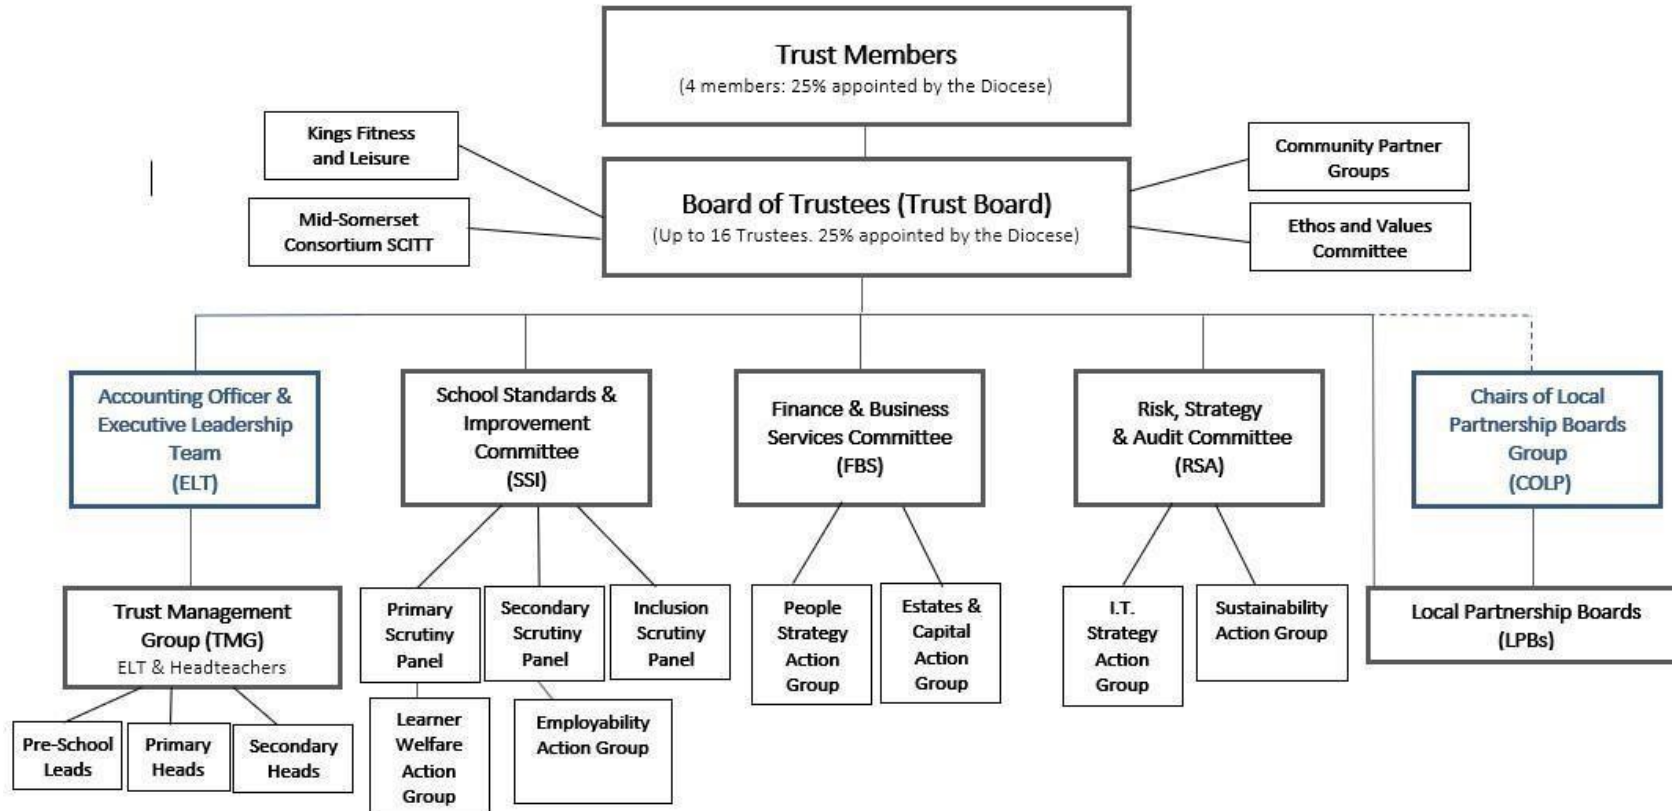 Trust Members
(4 members: 25% appointed by the Diocese)
Kings Fitness
and Leisure
Community Partner
Groups
Board of Trustees (Trust Board)
(Up to 16 Trustees. 25% appointed by the Diocese)
Mid-Somerset
Consortium SCITT
Ethos and Values
Committee
Accounting Officer &
Executive Leadership
Team
(ELT)
School Standards &
Improvement
Committee
(SSI)
Finance & Business
Services Committee
(FBS)
Risk, Strategy
& Audit Committee
(RSA)
Chairs of Local
Partnership Boards
Group
(COLP)
Trust Management
Group (TMG)
ELT & Headteachers
Primary
Scrutiny
Panel
Secondary
Scrutiny
Panel
Inclusion
Scrutiny
Panel
People
Strategy
Action
Group
Estates &
Capital
Action
Group
I.T.
Strategy
Action
Group
Sustainability
Action Group
Local Partnership Boards
(LPBs)
Pre-School
Leads
Primary
Heads
Secondary
Heads
Learner
Welfare
Action
Group
Employability
Action Group